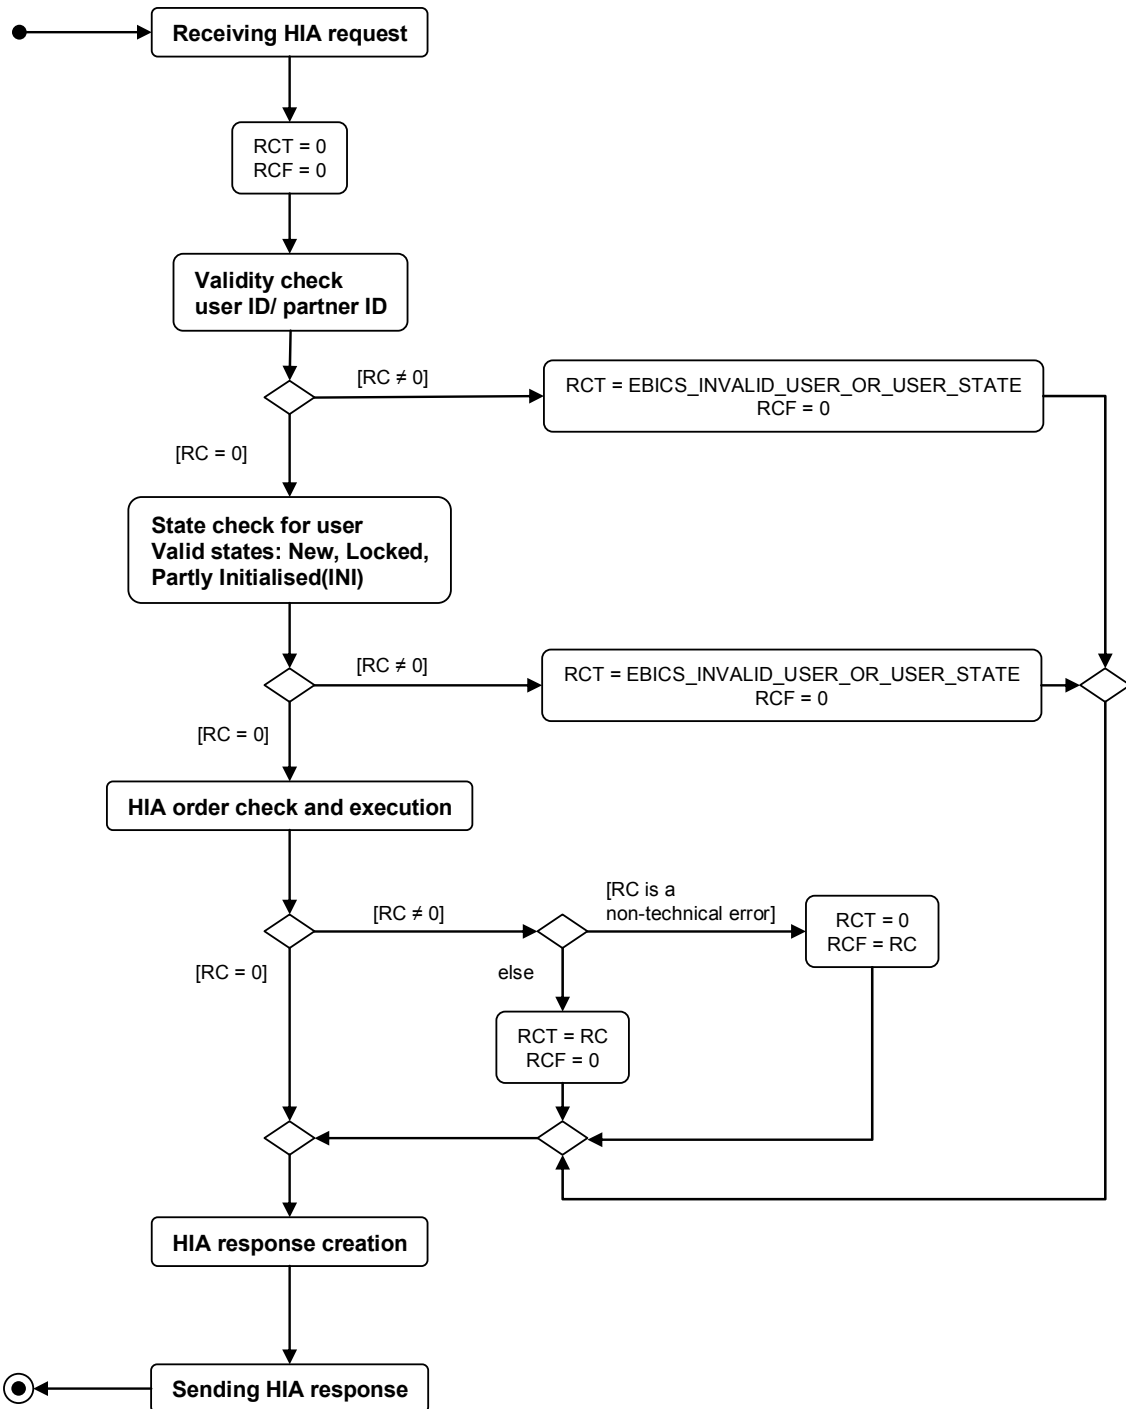 Receiving HIA request
RCT = 0
RCF = 0
Validity check
user ID/ partner ID
[RC ≠ 0]
RCT = EBICS_INVALID_USER_OR_USER_STATE
RCF = 0
[RC = 0]
State check for user
Valid states: New, Locked,
Partly Initialised(INI)
[RC ≠ 0]
RCT = EBICS_INVALID_USER_OR_USER_STATE
RCF = 0
[RC = 0]
HIA order check and execution
[RC ≠ 0]
[RC is a
non-technical error]
RCT = 0
RCF = RC
[RC = 0]
else
RCT = RC
RCF = 0
HIA response creation
Sending HIA response